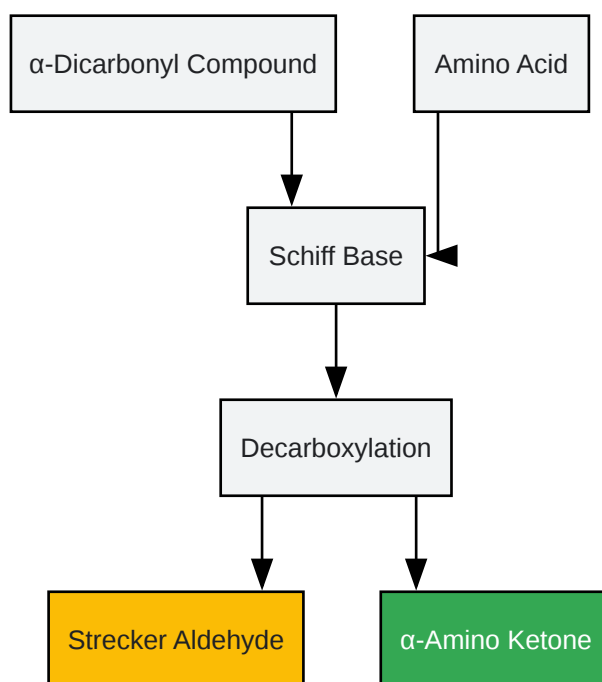 α-Dicarbonyl Compound
Amino Acid
Schiff Base
Decarboxylation
Strecker Aldehyde
α-Amino Ketone